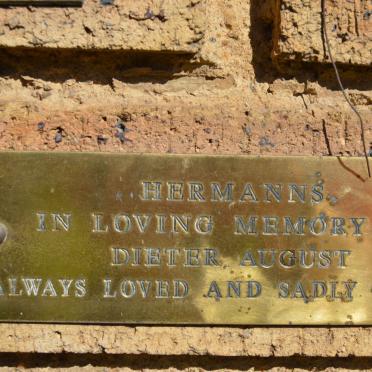 HERMANNS
IN LOVING MEMORY
DIETER AUGUST
ALWAYS LOVED AND SADLY